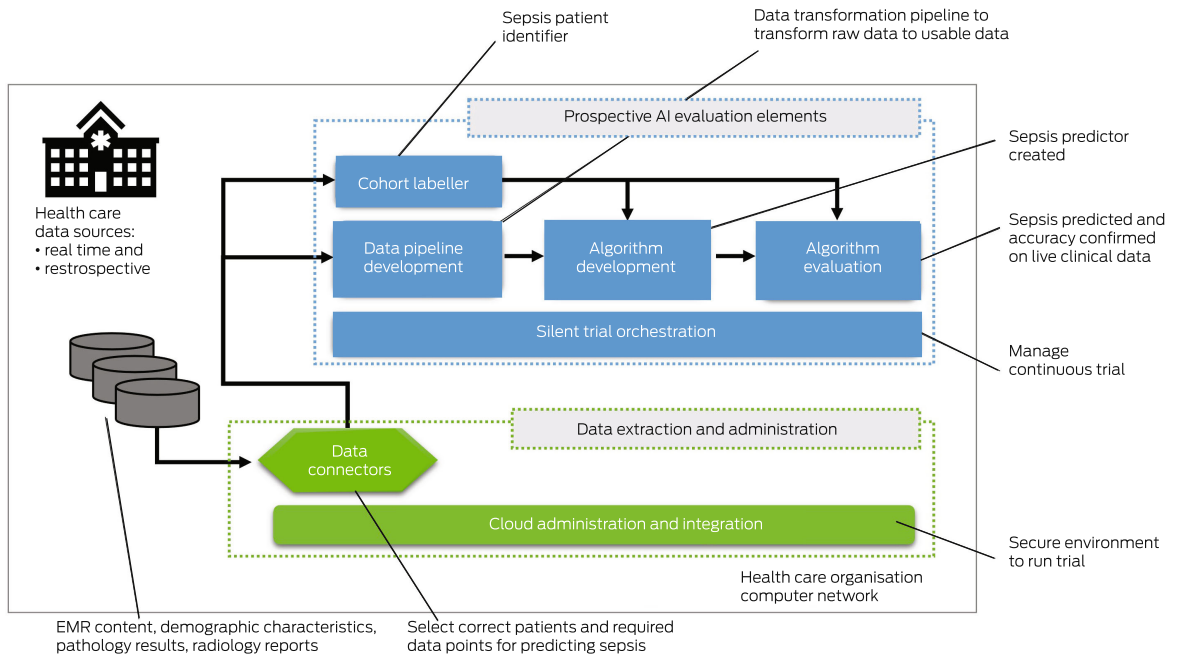 Sepsis patient
identifier
Data transformation pipeline to
transform raw data to usable data
Prospective AI evaluation elements
Sepsis predictor
created
Cohort labeller
Health care
data sources:
• real time and
• restrospective
Data pipeline
development
Algorithm
development
Algorithm
evaluation
Sepsis predicted and
accuracy confirmed
on live clinical data
Silent trial orchestration
Manage
continuous trial
Data extraction and administration
Data
connectors
Cloud administration and integration
Secure environment
to run trial
Health care organisation
computer network
EMR content, demographic characteristics,
pathology results, radiology reports
Select correct patients and required
data points for predicting sepsis